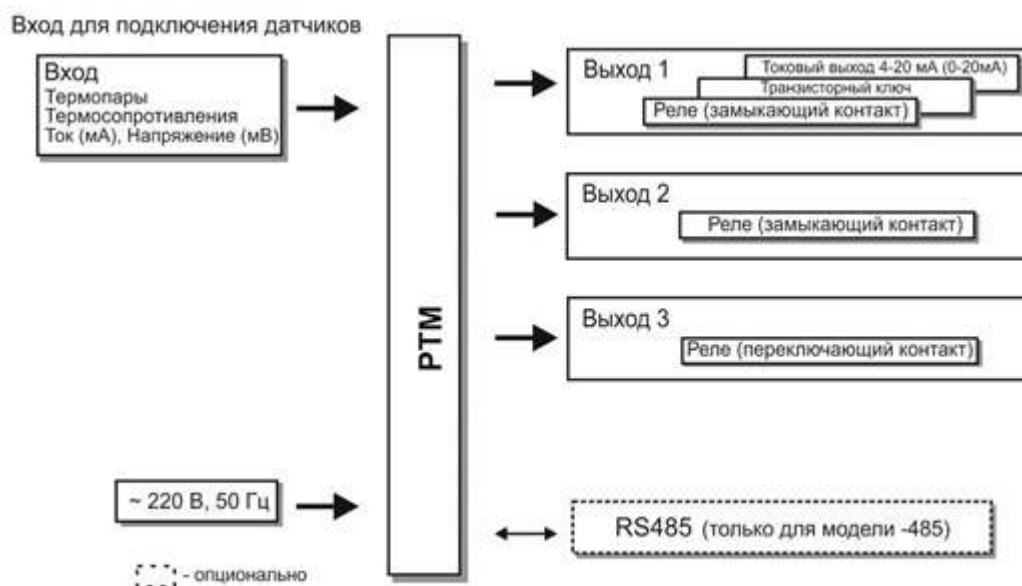 Вход для подключения датчиков
Вход
Термопары
Термосопротивления
Ток (мА), Напряжение (мВ)
РТМ
Выход 1
Токовый выход 4-20 мА (0-20мА)
Транзисторный ключ
Реле (замыкающий контакт)
Выход 2
Реле (замыкающий контакт)
Выход 3
Реле (переключающий контакт)
~ 220 В, 50 Гц
RS485 (только для модели -485)
- опционально